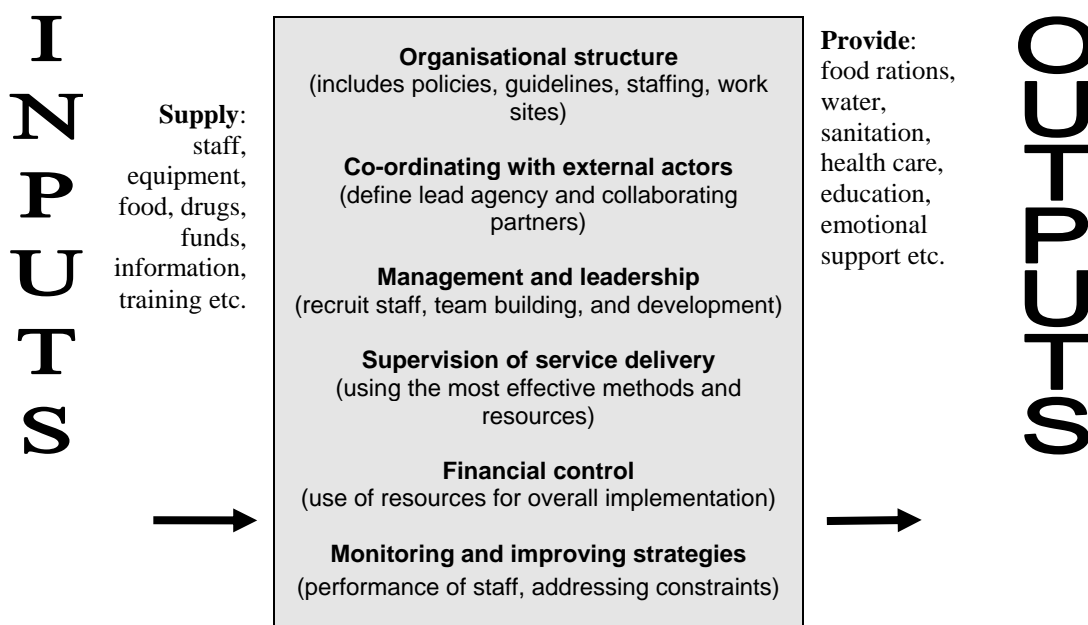 INPUTS
Supply:
staff,
equipment,
food, drugs,
funds,
information,
training etc.
Organisational structure
(includes policies, guidelines, staffing, work
sites)
Co-ordinating with external actors
(define lead agency and collaborating
partners)
Management and leadership
(recruit staff, team building, and development)
Supervision of service delivery
(using the most effective methods and
resources)
Financial control
(use of resources for overall implementation)
Monitoring and improving strategies
(performance of staff, addressing constraints)
Provide:
food rations,
water,
sanitation,
health care,
education,
emotional
support etc.
OUTPUTS